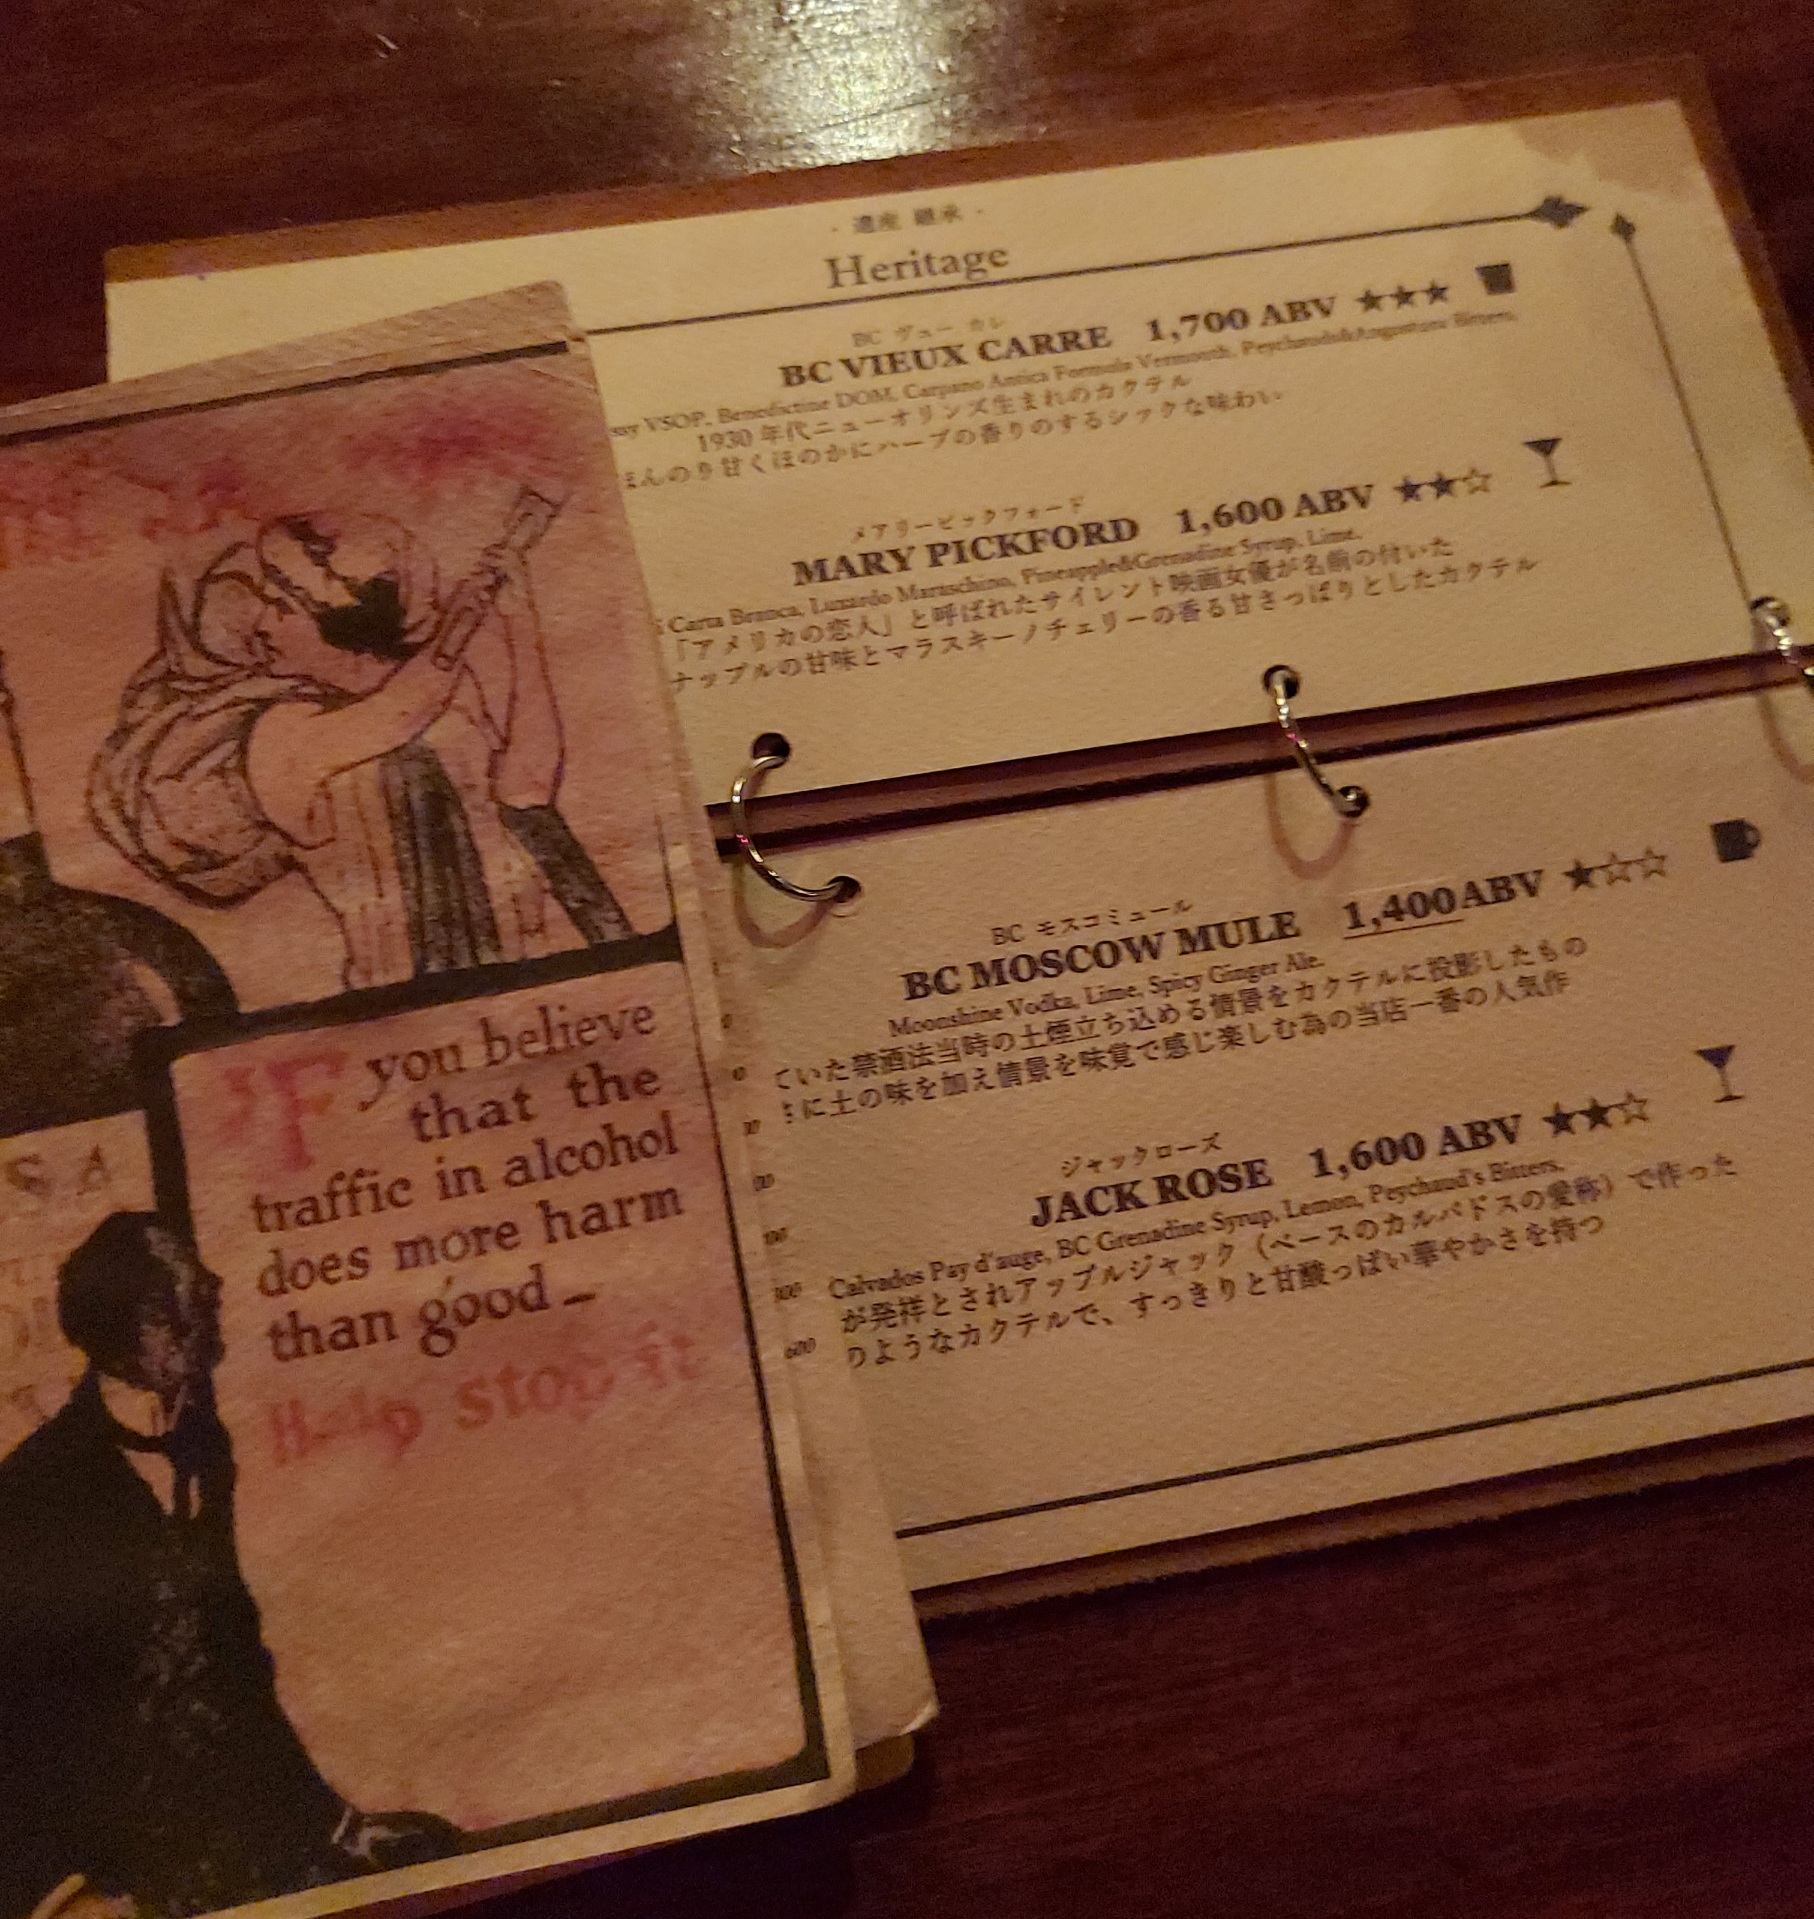 - 遺産 継承 -
Heritage
BC ヴュー カレ
BC VIEUX CARRE 1,700 ABV ★★★
VSOP, Benedictine DOM, Carpano Antica Formula Vermouth, Peychaud&Angostura Bitters.
1930 年代ニューオリンズ生まれのカクテル
ほんのり甘くほのかにハーブの香りのするシックな味わい
メアリーピックフォード
MARY PICKFORD 1,600 ABV ★★☆
Carta Branca, Luxardo Maraschino, Pineapple&Grenadine Syrup, Lime.
「アメリカの恋人」と呼ばれたサイレント映画女優が名前の付いた
ナップルの甘味とマラスキーノチェリーの香る甘さっぱりとしたカクテル
BC モスコミュール
BC MOSCOW MULE 1,400 ABV ★☆☆
Moonshine Vodka, Lime, Spicy Ginger Ale.
ていた禁酒法当時の土煙立ち込める情景をカクテルに投影したもの
に土の味を加え情景を味覚で感じ楽しむ為の当店一番の人気作
ジャックローズ
JACK ROSE 1,600 ABV ★★☆
Calvados Pay d'auge, BC Grenadine Syrup, Lemon, Peychaud's Bitters.
が発祥とされアップルジャック（ベースのカルバドスの愛称）で作った
のようなカクテルで、すっきりと甘酸っぱい華やかさを持つ
IF you believe
that the
traffic in alcohol
does more harm
than good_
Help stop it
S A
600